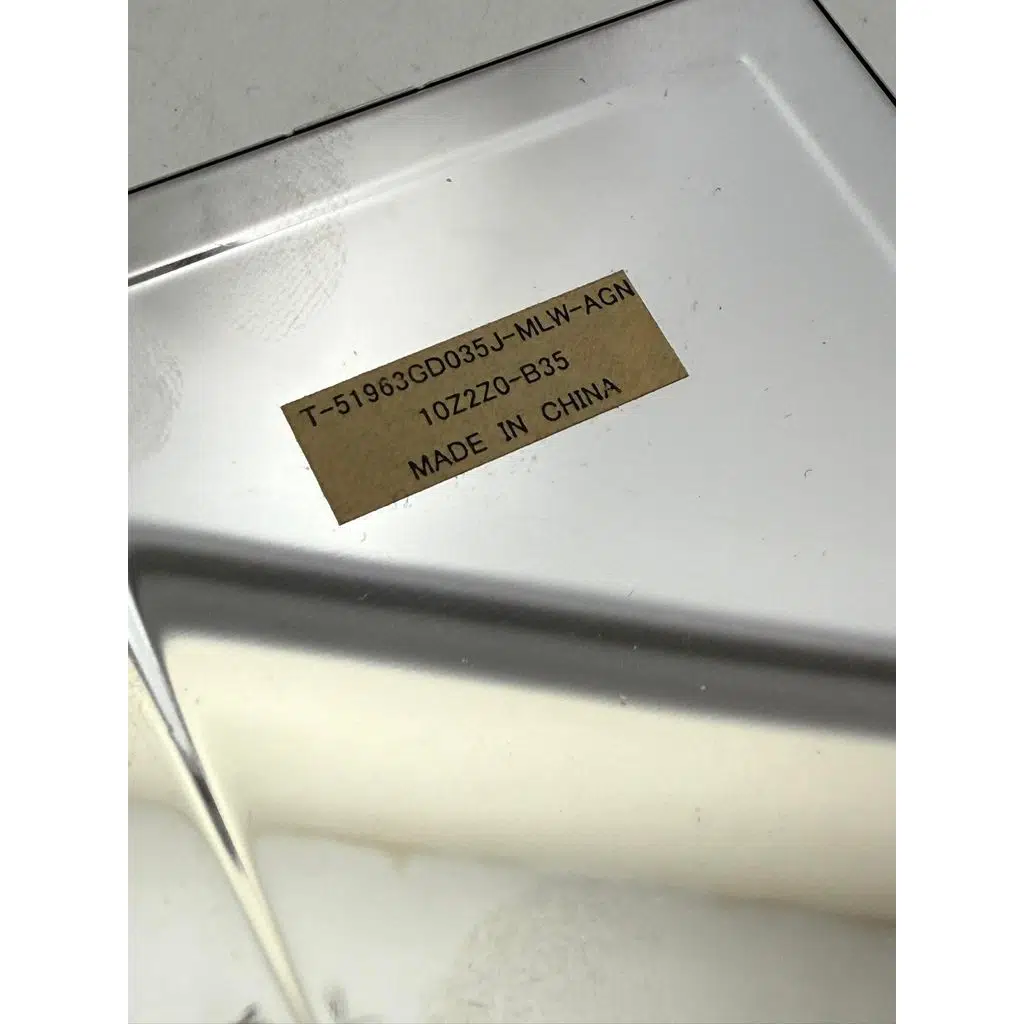 T-51963GD035J-MLW-AGN
10Z2Z0-B35
MADE IN CHINA